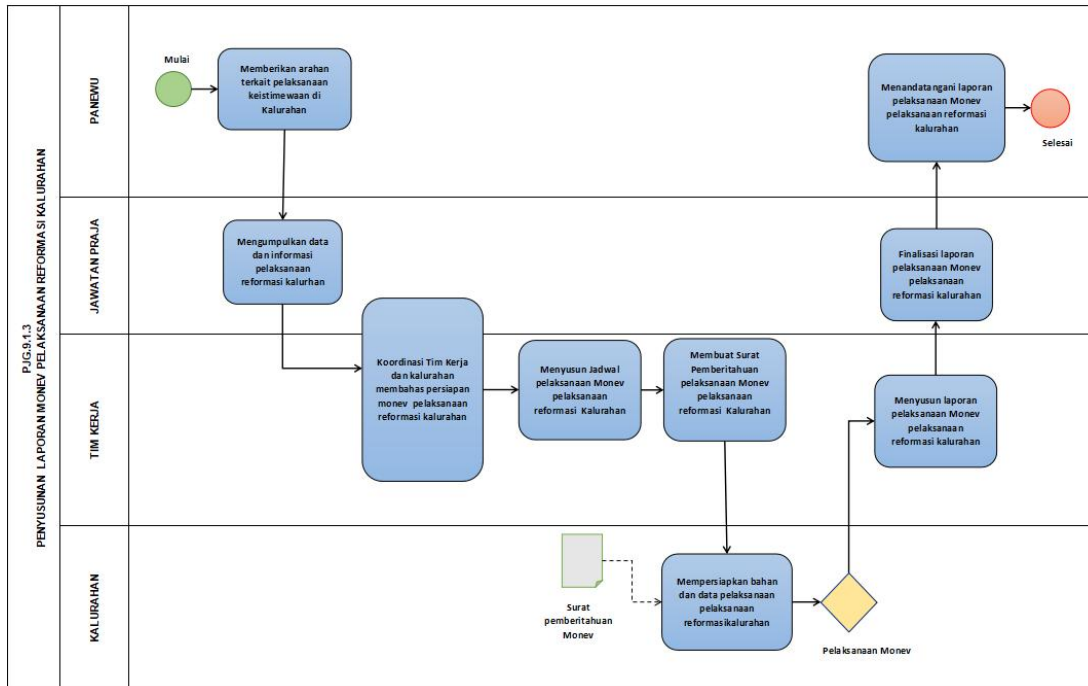 PJG.9.1.3
PENYUSUNAN LAPORAN MONEV PELAKSANAAN REFORMASI KALURAHAN
PANEWU
Mulai
Memberikan arahan
terkait pelaksanaan
keistimewaan di
Kalurahan
Menandatangani laporan
pelaksanaan Monev
pelaksanaan reformasi
kalurahan
Selesai
JAWATAN PRAJA
Mengumpulkan data
dan informasi
pelaksanaan
reformasi kalurhan
Finalisasi laporan
pelaksanaan Monev
pelaksanaan
reformasi kalurahan
TIM KERJA
Koordinasi Tim Kerja
dan kalurahan
membahas persiapan
monev pelaksanaan
reformasi kalurahan
Menyusun Jadwal
pelaksanaan Monev
pelaksanaan
reformasi Kalurahan
Membuat Surat
Pemberitahuan
pelaksanaan Monev
pelaksanaan
reformasi Kalurahan
Menyusun laporan
pelaksanaan Monev
pelaksanaan
reformasi kalurahan
KALURAHAN
Surat
pemberitahuan
Monev
Mempersiapkan bahan
dan data pelaksanaan
pelaksanaan
reformasikalurahan
Pelaksanaan Monev